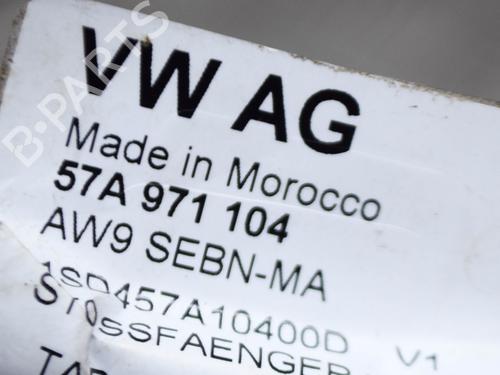 VW AG
Made in Morocco
57A 971 104
AW9 SEBN-MA
1SD457A10400D V1
STOSSFAENGER
B-PARTS